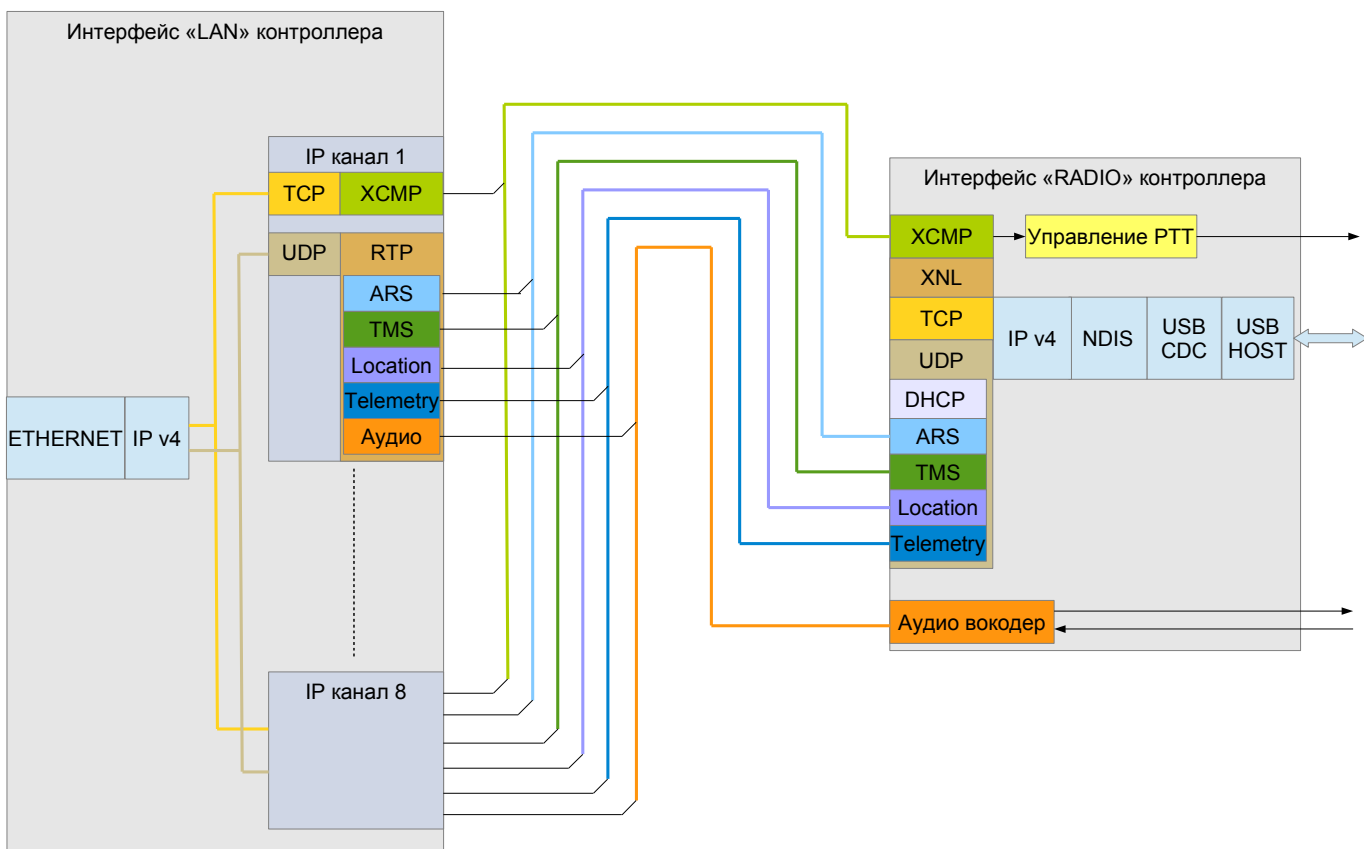 Интерфейс «LAN» контроллера
IP канал 1
TCP
XCMP
UDP
RTP
ARS
TMS
Location
Telemetry
Аудио
ETHERNET
IP v4
IP канал 8
Интерфейс «RADIO» контроллера
XCMP
Управление PTT
XNL
TCP
UDP
IP v4
NDIS
USB
CDC
USB
HOST
DHCP
ARS
TMS
Location
Telemetry
Аудио вокодер